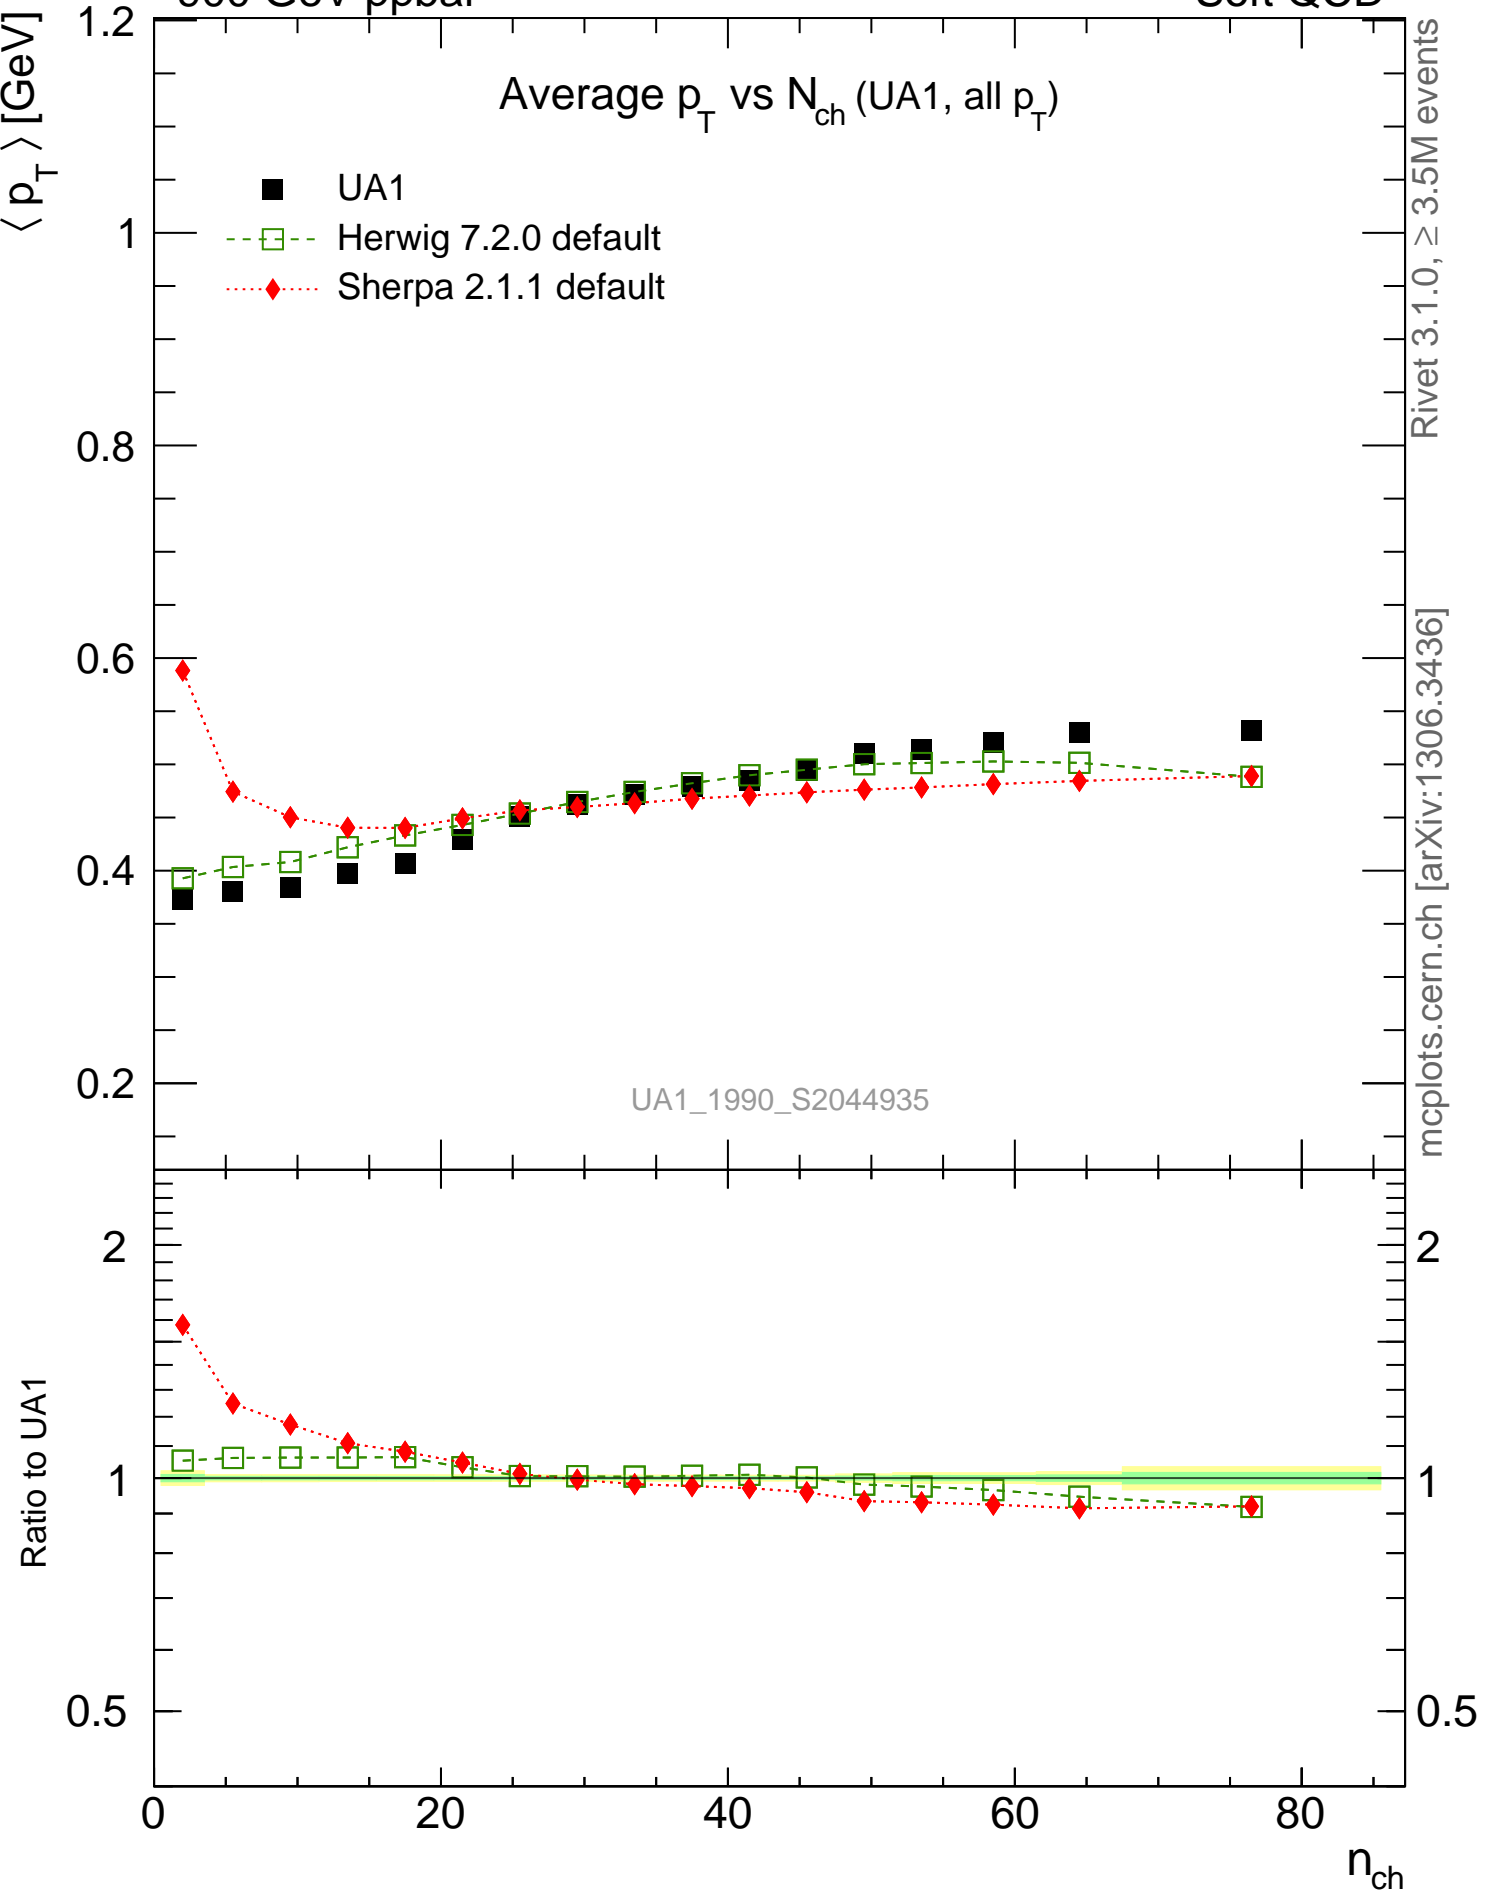 1.2
⟨ p_T ⟩ [GeV]
Average p_T vs N_ch (UA1, all p_T)
UA1
Herwig 7.2.0 default
Sherpa 2.1.1 default
1
0.8
0.6
0.4
0.2
UA1_1990_S2044935
Rivet 3.1.0, ≥ 3.5M events
mcplots.cern.ch [arXiv:1306.3436]
Ratio to UA1
2 2
1 1
0.5 0.5
0 20 40 60 80
n_ch